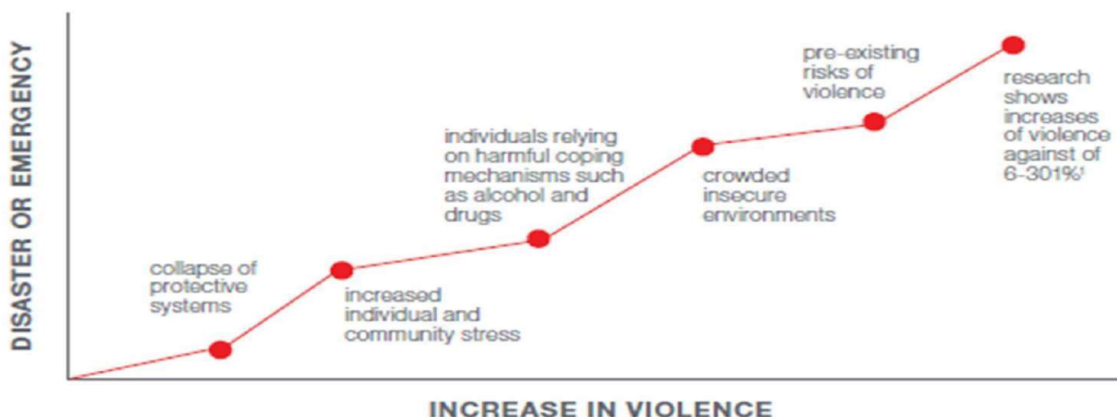 DISASTER OR EMERGENCY
collapse of
protective
systems
increased
individual and
community stress
individuals relying
on harmful coping
mechanisms such
as alcohol and
drugs
crowded
insecure
environments
pre-existing
risks of
violence
research
shows
increases
of violence
against of
6-301%¹
INCREASE IN VIOLENCE